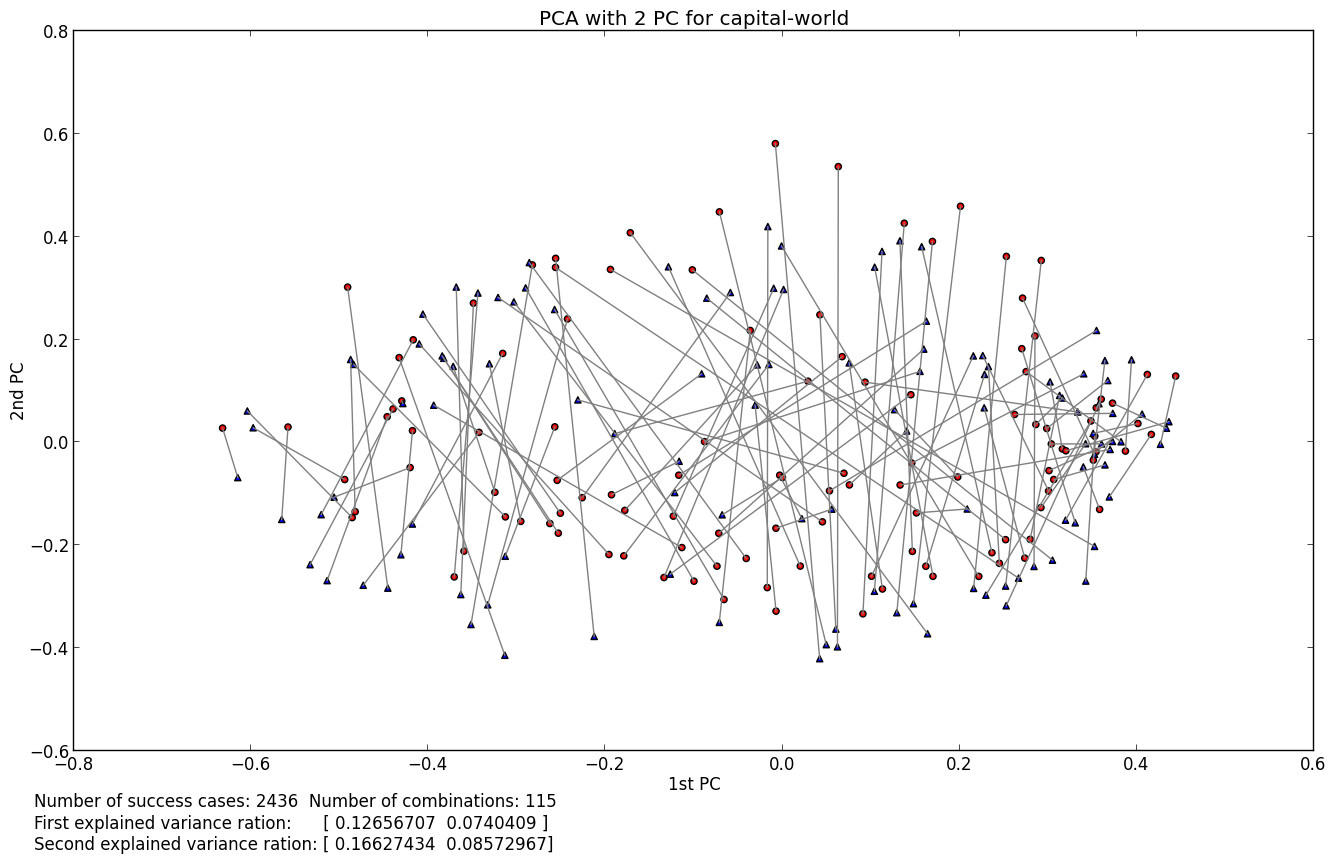 PCA with 2 PC for capital-world
0.8
0.6
0.4
0.2
0.0
−0.2
−0.4
−0.6
2nd PC
−0.8 −0.6 −0.4 −0.2 0.0 0.2 0.4 0.6
1st PC
Number of success cases: 2436 Number of combinations: 115
First explained variance ration: [ 0.12656707 0.0740409 ]
Second explained variance ration: [ 0.16627434 0.08572967]